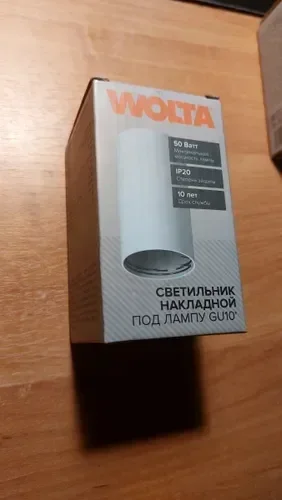 WOLTA
50 Ватт
Максимальная
мощность лампы
IP20
Степень защиты
10 лет
Срок службы
СВЕТИЛЬНИК
НАКЛАДНОЙ
ПОД ЛАМПУ GU10*